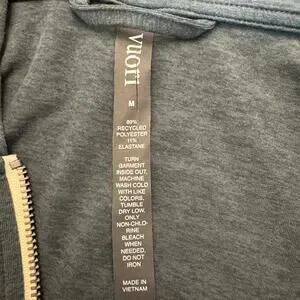 vuori
M
89%
RECYCLED
POLYESTER
11%
ELASTANE
TURN
GARMENT
INSIDE OUT,
MACHINE
WASH COLD
WITH LIKE
COLORS,
TUMBLE
DRY LOW,
ONLY
NON-CHLO-
RINE
BLEACH
WHEN
NEEDED,
DO NOT
IRON
MADE IN
VIETNAM